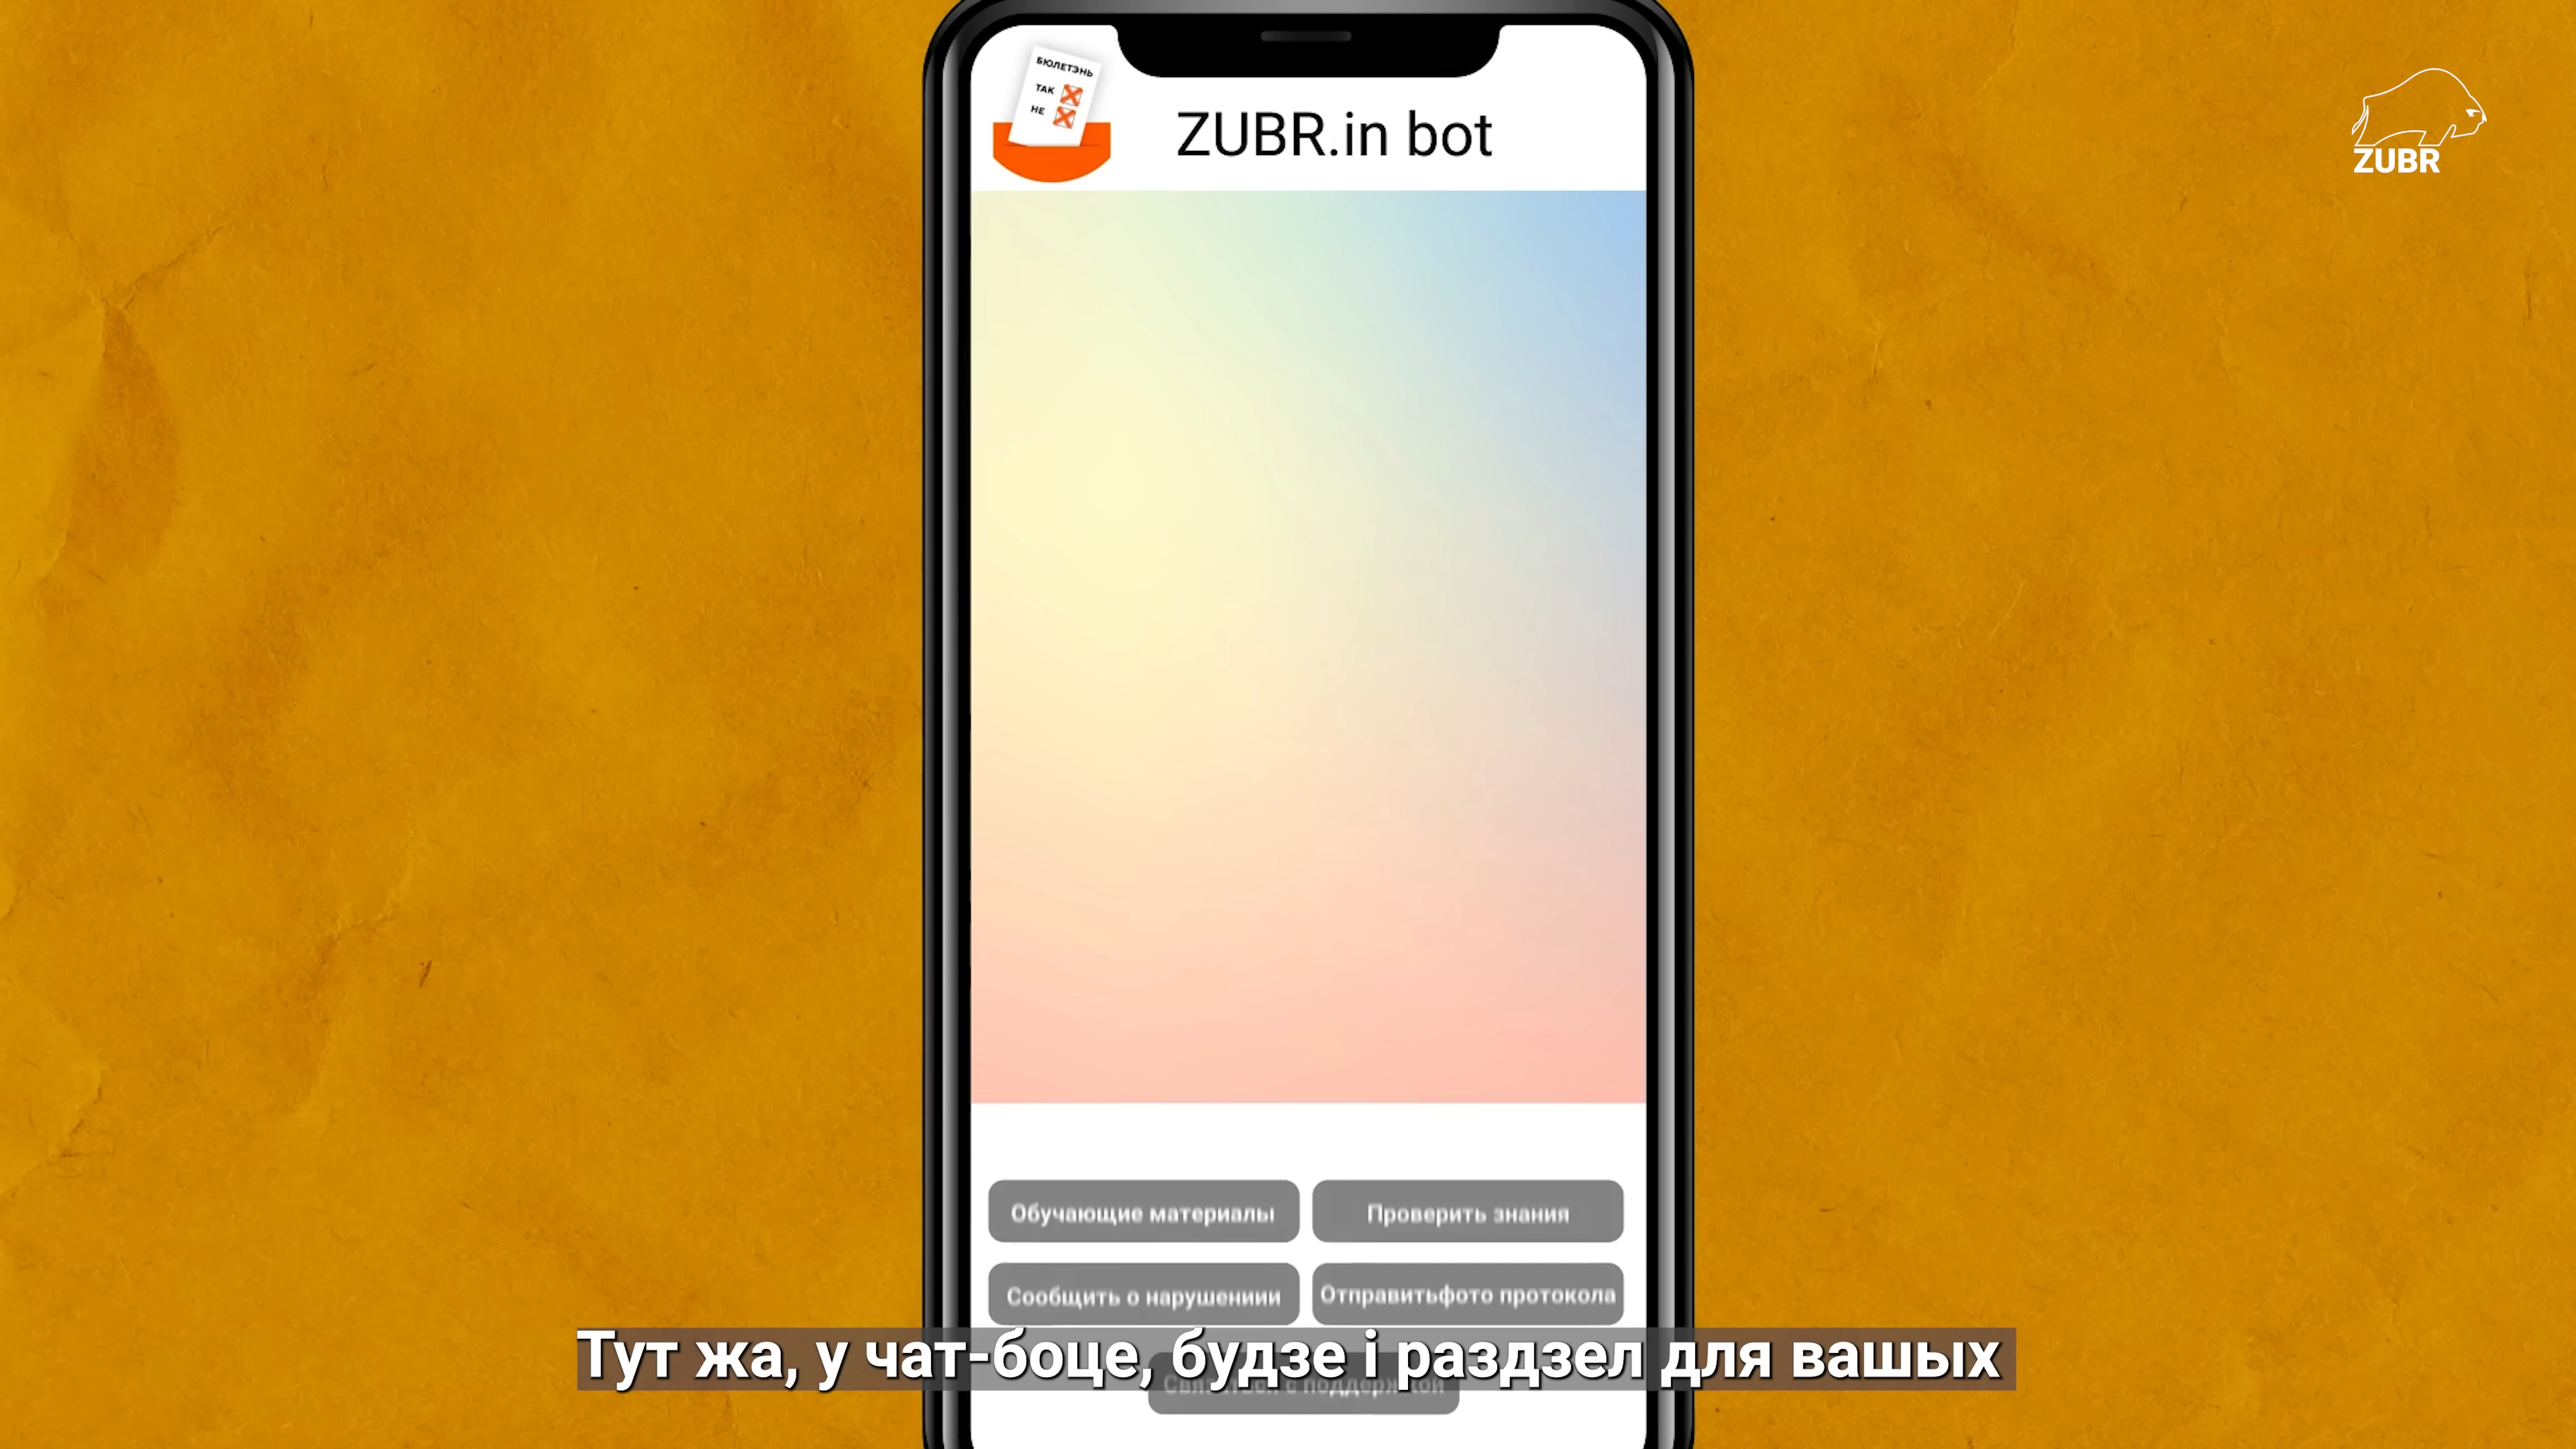 БЮЛЕТЭНЬ
ТАК
НЕ
ZUBR.in bot
ZUBR
Обучающие материалы
Проверить знания
Сообщить о нарушениии
Отправитьфото протокола
Тут жа, у чат-боце, будзе і раздзел для вашых